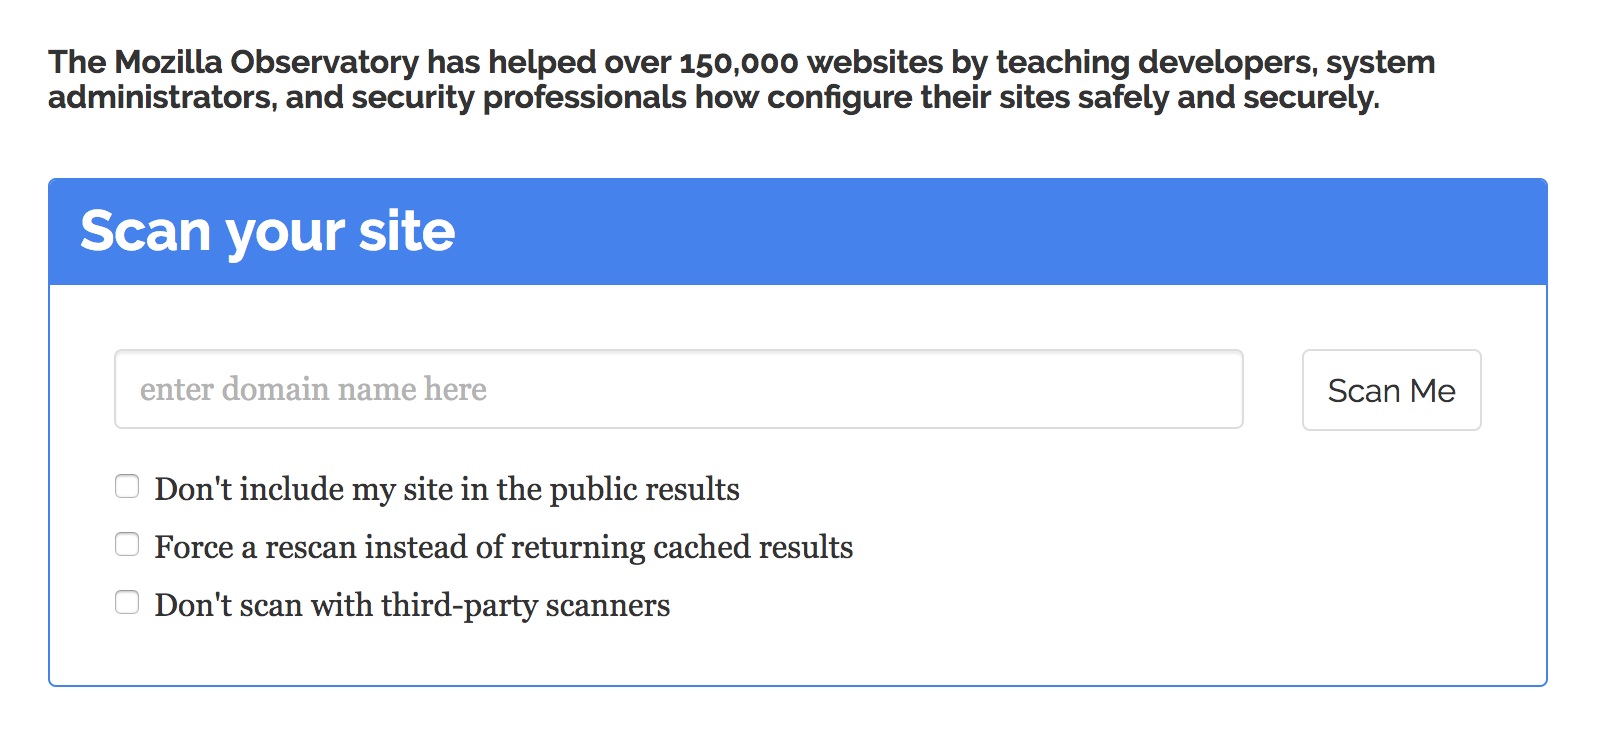 The Mozilla Observatory has helped over 150,000 websites by teaching developers, system
administrators, and security professionals how configure their sites safely and securely.
Scan your site
enter domain name here
Scan Me
Don't include my site in the public results
Force a rescan instead of returning cached results
Don't scan with third-party scanners